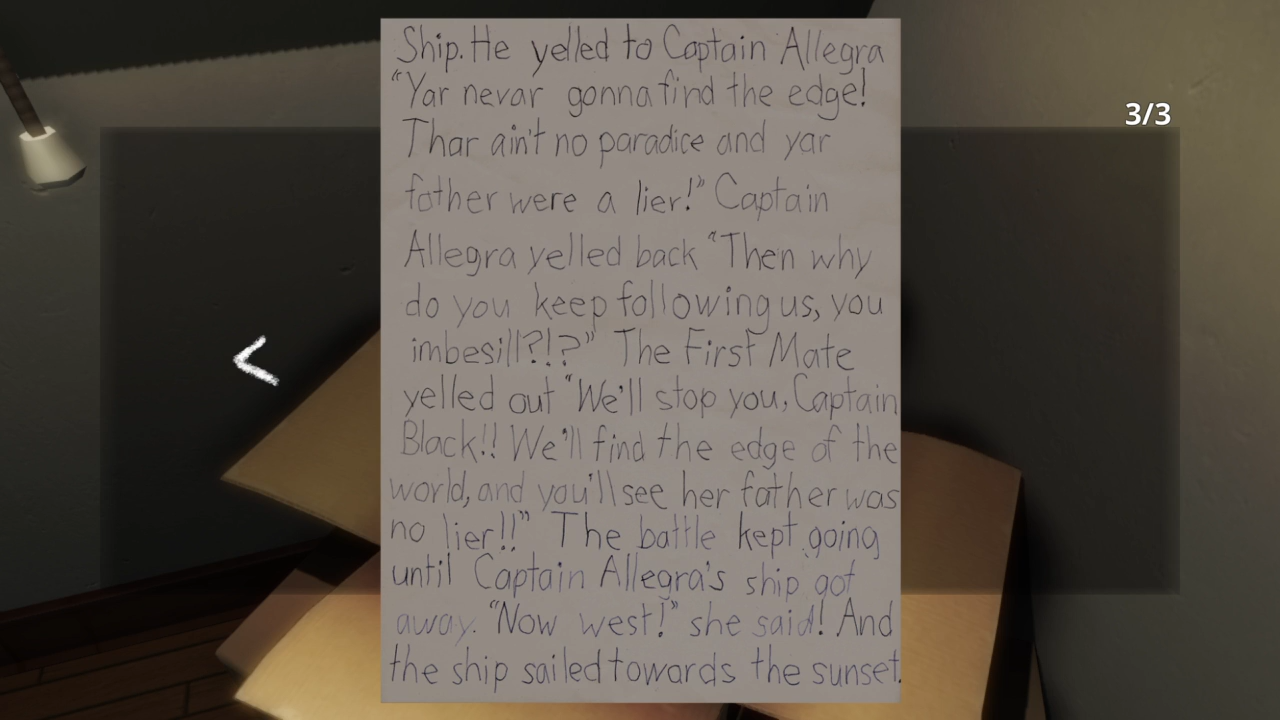 Ship. He yelled to Captain Allegra
"Yar nevar gonna find the edge!
Thar ain't no paradice and yar
father were a lier!" Captain
Allegra yelled back "Then why
do you keep following us, you
imbesill?!?" The First Mate
yelled out "We'll stop you, Captain
Black!! We'll find the edge of the
world, and you'll see her father was
no lier!!" The battle kept going
until Captain Allegra's ship got
away. "Now west!" she said! And
the ship sailed towards the sunset.
3/3